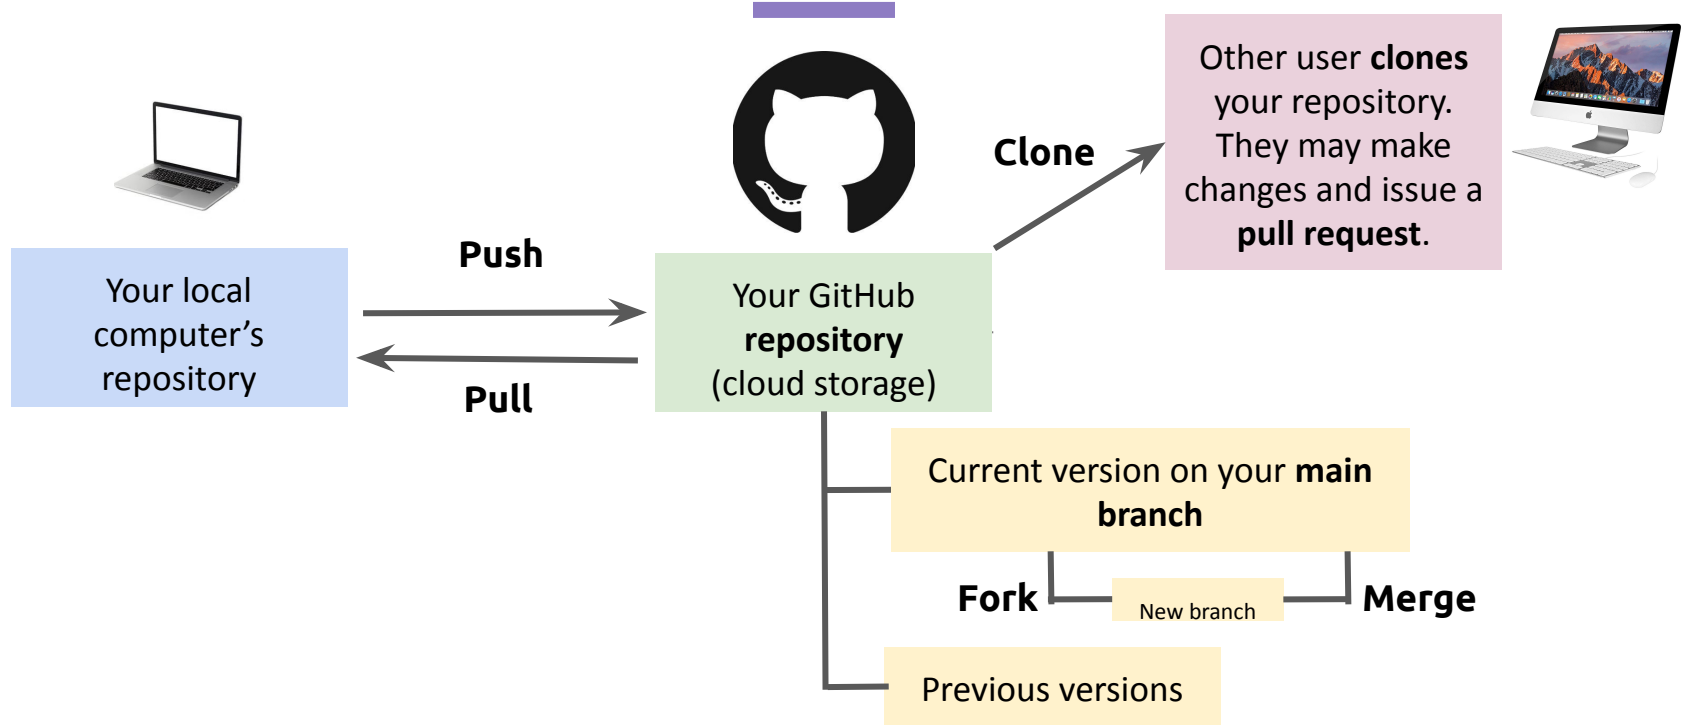 Other user clones
your repository.
They may make
changes and issue a
pull request.
Clone
Push
Your local
computer’s
repository
Your GitHub
repository
(cloud storage)
Pull
Current version on your main
branch
Fork
New branch
Merge
Previous versions